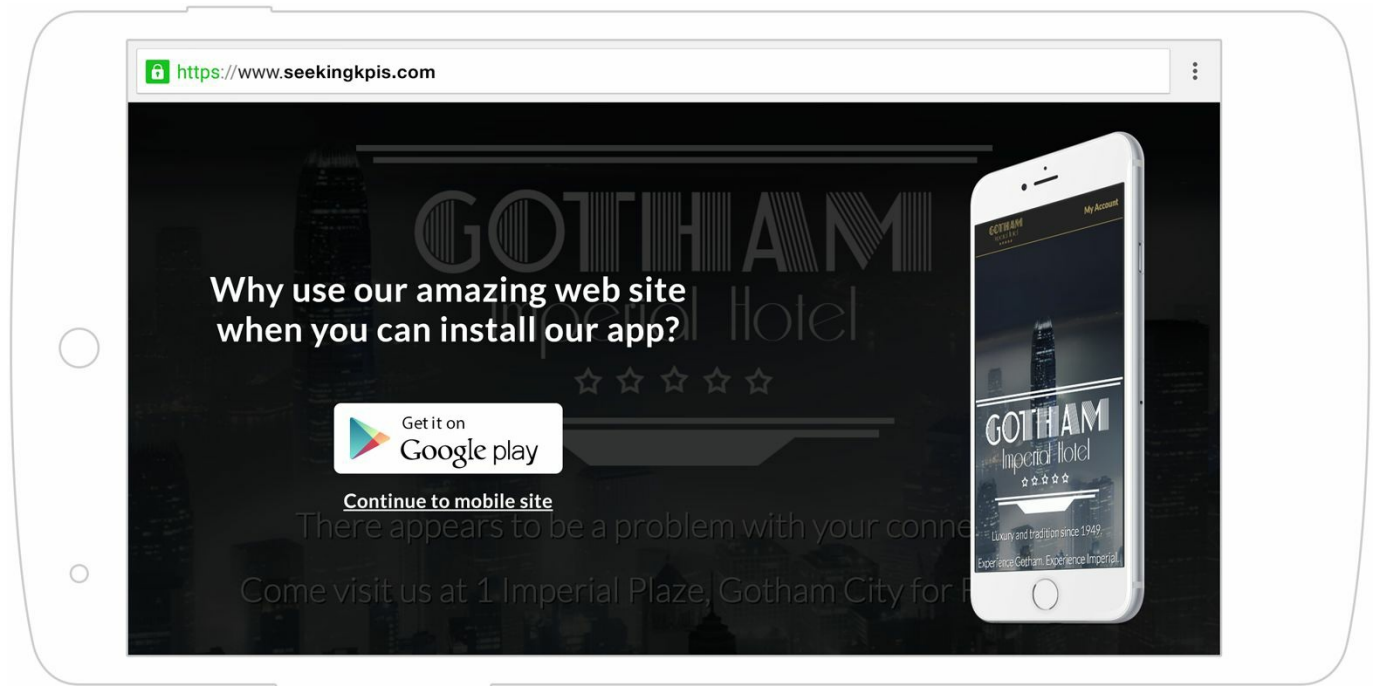 https://www.seekingkpis.com
GOTHAM
Imperial Hotel
Why use our amazing web site
when you can install our app?
Get it on
Google play
Continue to mobile site
There appears to be a problem with your conne
Come visit us at 1 Imperial Plaze, Gotham City for
GOTHAM
My Account
GOTHAM
Imperial Hotel
Luxury and tradition since 1949.
Experience Gotham. Experience Imperial.